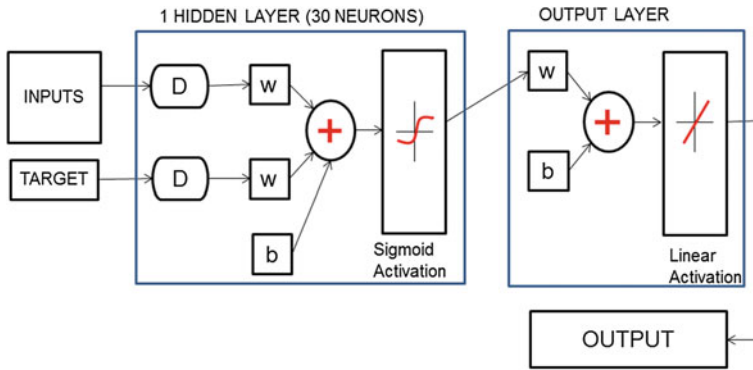 1 HIDDEN LAYER (30 NEURONS)
OUTPUT LAYER
INPUTS
D
w
+
w
+
TARGET
D
w
b
b
Sigmoid
Activation
Linear
Activation
OUTPUT